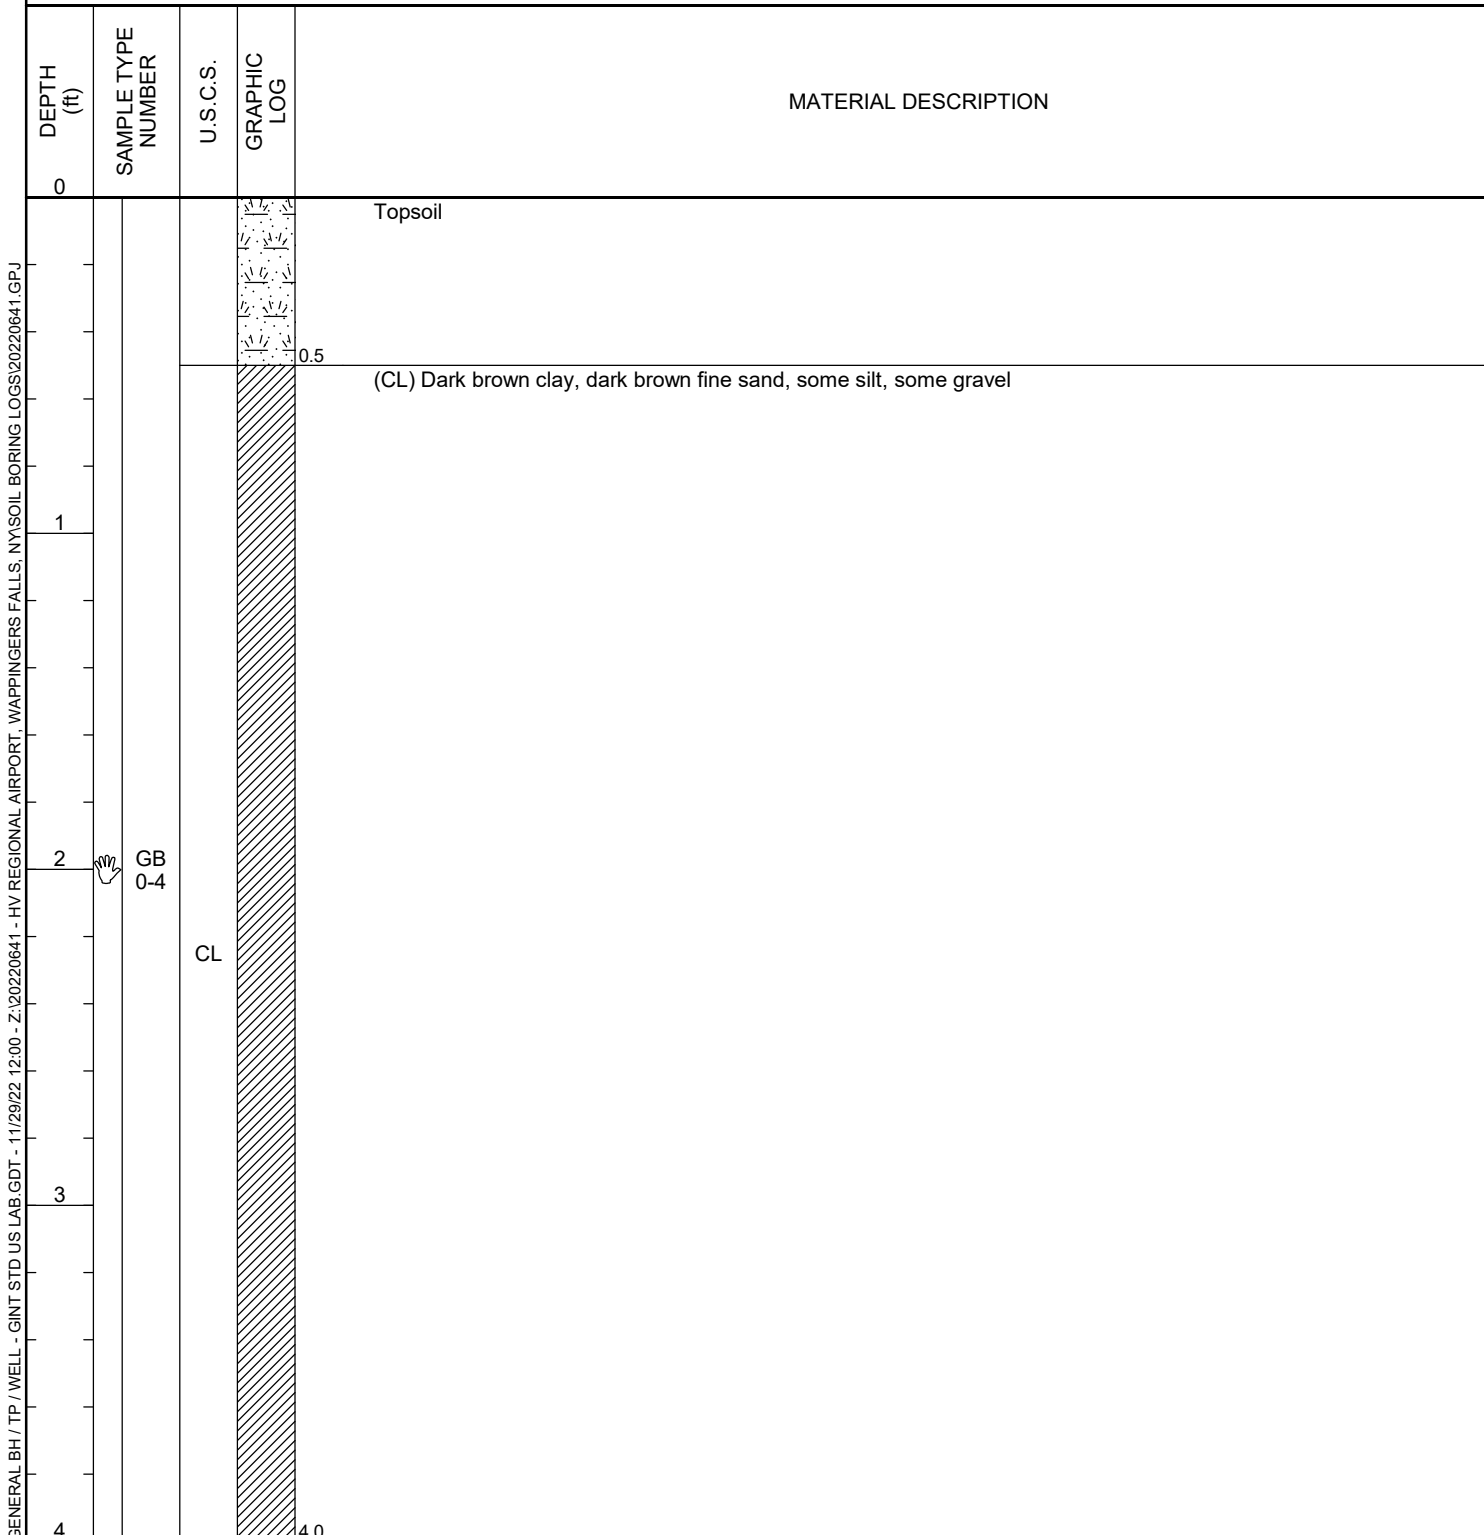 DEPTH
(ft)
SAMPLE TYPE
NUMBER
U.S.C.S.
GRAPHIC
LOG
MATERIAL DESCRIPTION
0
Topsoil
0.5
(CL) Dark brown clay, dark brown fine sand, some silt, some gravel
1
2
GB
0-4
CL
3
4
4.0
GENERAL BH / TP / WELL - GINT STD US LAB.GDT - 11/29/22 12:00 - Z:\20220641 - HV REGIONAL AIRPORT, WAPPINGERS FALLS, NY\SOIL BORING LOGS\20220641.GPJ